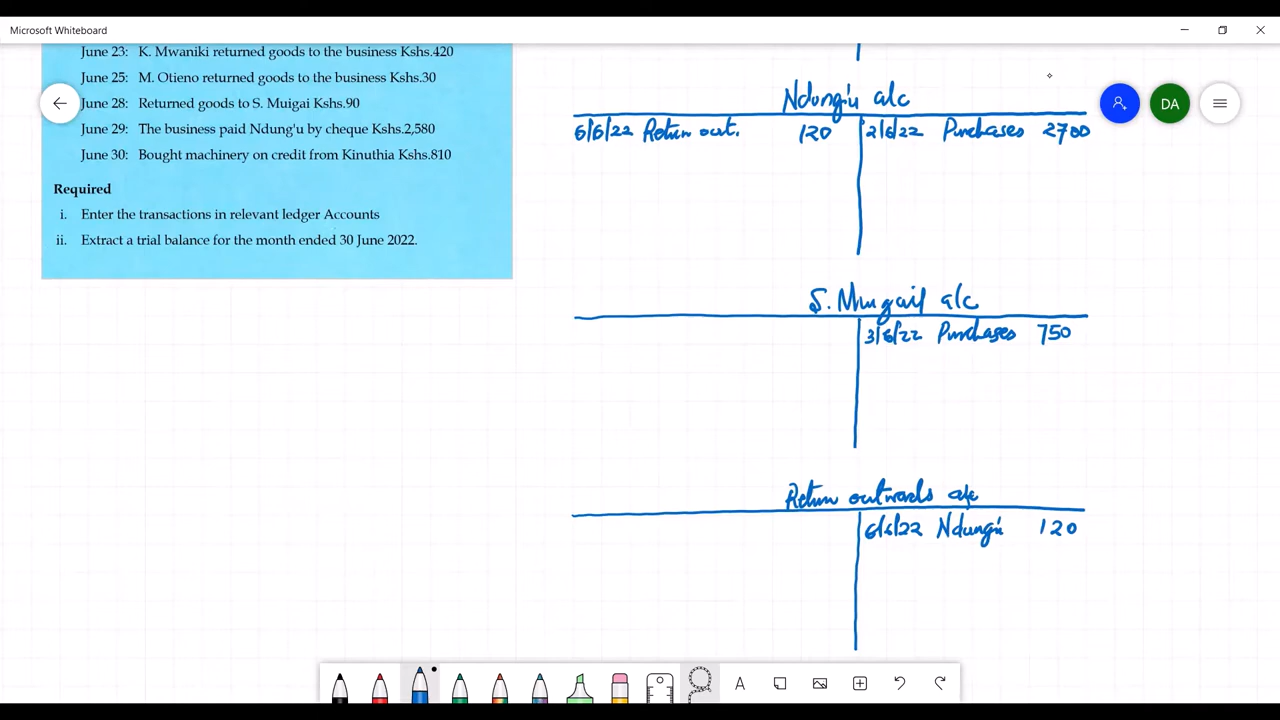 Microsoft Whiteboard
June 23: K. Mwaniki returned goods to the business Kshs.420
June 25: M. Otieno returned goods to the business Kshs.30
June 28: Returned goods to S. Muigai Kshs.90
June 29: The business paid Ndung'u by cheque Kshs.2,580
June 30: Bought machinery on credit from Kinuthia Kshs.810
Required
i. Enter the transactions in relevant ledger Accounts
ii. Extract a trial balance for the month ended 30 June 2022.
DA
Ndung'u a/c
6/6/22 Return out. 120 2/6/22 Purchases 2700
S. Mungail a/c
3/6/22 Purchases 750
Return outwards a/c
6/6/22 Ndung'u 120
A